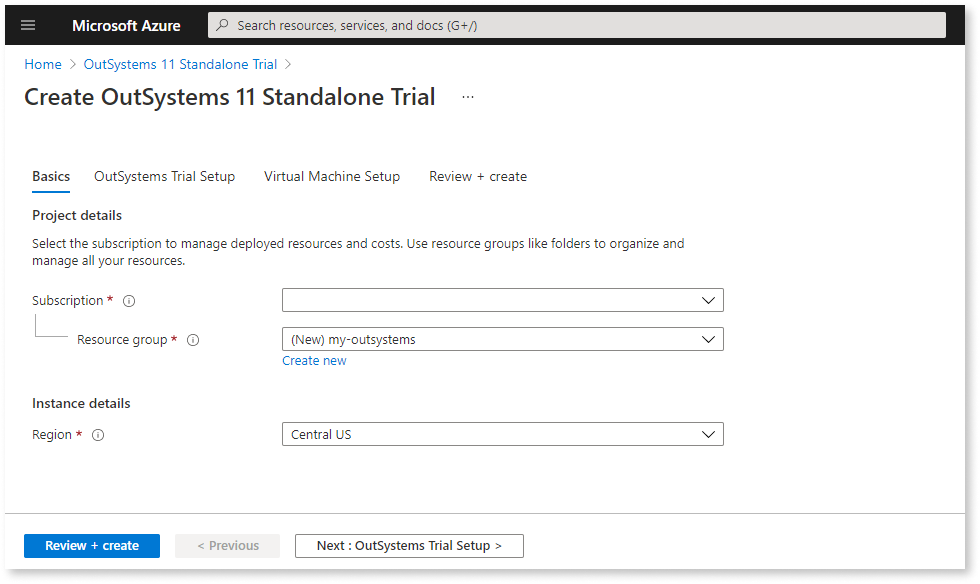 Microsoft Azure
Search resources, services, and docs (G+/)
Home > OutSystems 11 Standalone Trial >
Create OutSystems 11 Standalone Trial ...
Basics OutSystems Trial Setup Virtual Machine Setup Review + create
Project details
Select the subscription to manage deployed resources and costs. Use resource groups like folders to organize and
manage all your resources.
Subscription *
Resource group * (New) my-outsystems
Create new
Instance details
Region * Central US
Review + create < Previous Next : OutSystems Trial Setup >